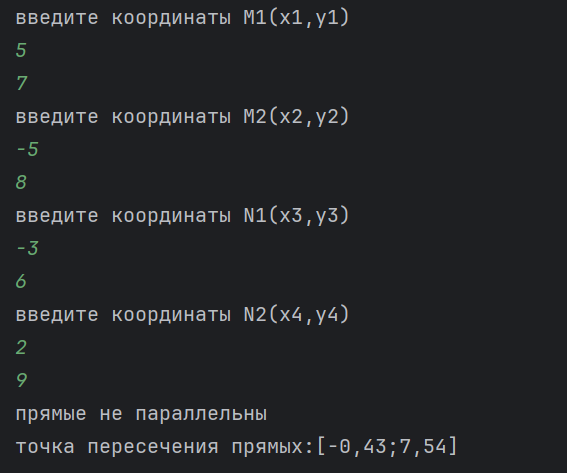 введите координаты M1(x1,y1)
5
7
введите координаты M2(x2,y2)
-5
8
введите координаты N1(x3,y3)
-3
6
введите координаты N2(x4,y4)
2
9
прямые не параллельны
точка пересечения прямых:[-0,43;7,54]